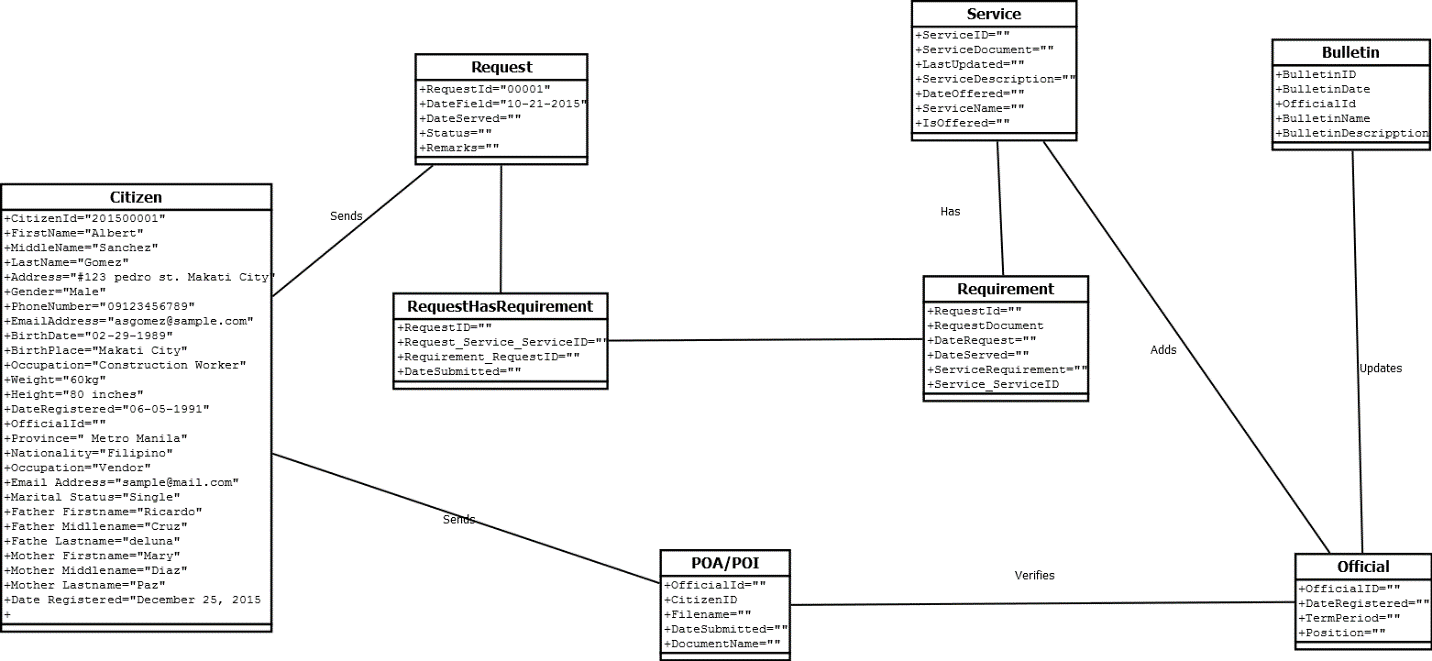 Service
+ServiceID=""
+ServiceDocument=""
+LastUpdated=""
+ServiceDescription=""
+DateOffered=""
+ServiceName=""
+IsOffered=""
Bulletin
+BulletinID
+BulletinDate
+OfficialId
+BulletinName
+BulletinDescripption
Request
+RequestId="00001"
+DateField="10-21-2015"
+DateServed=""
+Status=""
+Remarks=""
Citizen
+CitizenId="201500001"
+FirstName="Albert"
+MiddleName="Sanchez"
+LastName="Gomez"
+Address="#123 pedro st. Makati City"
+Gender="Male"
+PhoneNumber="09123456789"
+EmailAddress="asgomez@sample.com"
+BirthDate="02-29-1989"
+BirthPlace="Makati City"
+Occupation="Construction Worker"
+Weight="60kg"
+Height="80 inches"
+DateRegistered="06-05-1991"
+OfficialId=""
+Province=" Metro Manila"
+Nationality="Filipino"
+Occupation="Vendor"
+Email Address="sample@mail.com"
+Marital Status="Single"
+Father Firstname="Ricardo"
+Father Midllename="Cruz"
+Fathe Lastname="deluna"
+Mother Firstname="Mary"
+Mother Middlename="Diaz"
+Mother Lastname="Paz"
+Date Registered="December 25, 2015
+
Sends
Has
RequestHasRequirement
+RequestID=""
+Request_Service_ServiceID=""
+Requirement_RequestID=""
+DateSubmitted=""
Requirement
+RequestId=""
+RequestDocument
+DateRequest=""
+DateServed=""
+ServiceRequirement=""
+Service_ServiceID
Adds
Updates
Sends
POA/POI
+OfficialId=""
+CitizenID
+Filename=""
+DateSubmitted=""
+DocumentName=""
Verifies
Official
+OfficialID=""
+DateRegistered=""
+TermPeriod=""
+Position=""